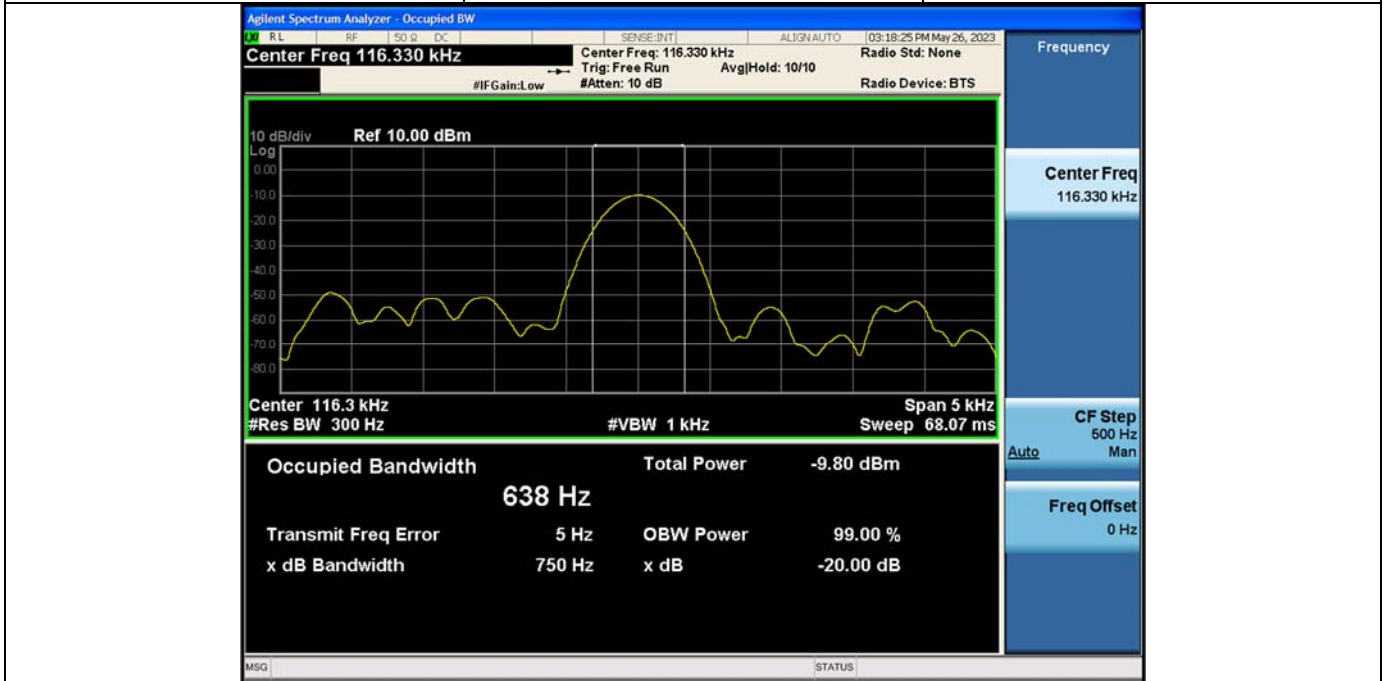 Agilent Spectrum Analyzer - Occupied BW
LXI RL RF 50 Ω DC SENSE:INT ALIGN AUTO 03:18:25 PM May 26, 2023
Center Freq 116.330 kHz
Center Freq: 116.330 kHz Radio Std: None
Trig: Free Run Avg|Hold: 10/10
#IFGain:Low #Atten: 10 dB Radio Device: BTS
10 dB/div Ref 10.00 dBm
Log
0.00
-10.0
-20.0
-30.0
-40.0
-50.0
-60.0
-70.0
-80.0
Center 116.3 kHz Span 5 kHz
#Res BW 300 Hz #VBW 1 kHz Sweep 68.07 ms
Occupied Bandwidth Total Power -9.80 dBm
638 Hz
Transmit Freq Error 5 Hz OBW Power 99.00 %
x dB Bandwidth 750 Hz x dB -20.00 dB
MSG STATUS
Frequency
Center Freq
116.330 kHz
CF Step
500 Hz
Auto Man
Freq Offset
0 Hz